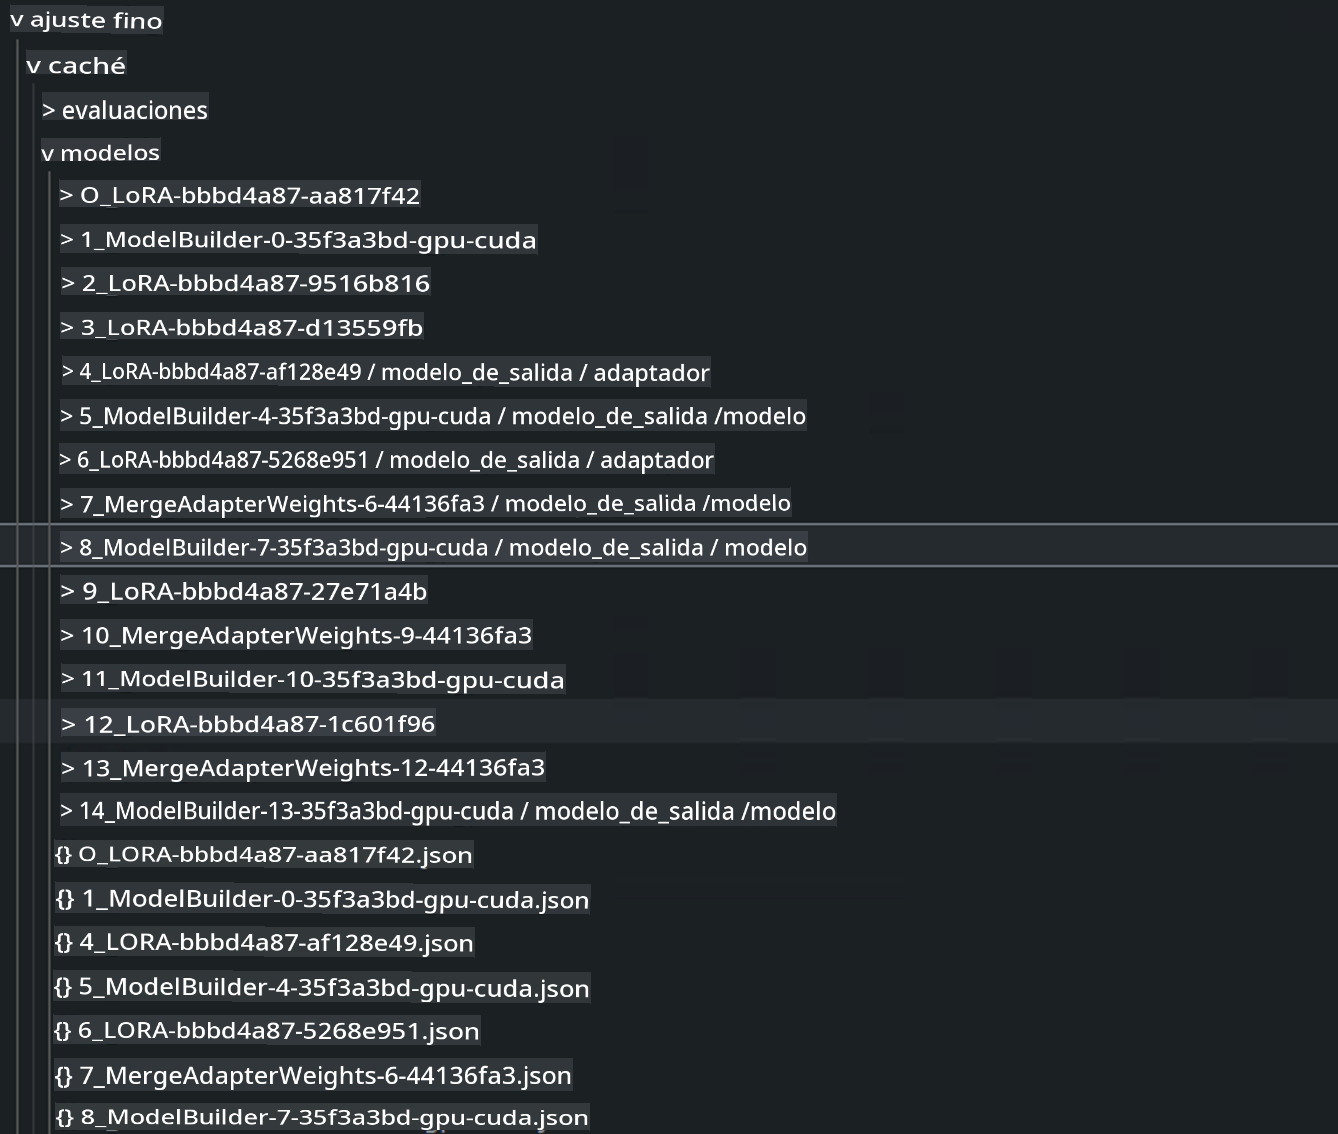 v ajuste fino
v caché
> evaluaciones
v modelos
> O_LoRA-bbbd4a87-aa817f42
> 1_ModelBuilder-0-35f3a3bd-gpu-cuda
> 2_LoRA-bbbd4a87-9516b816
> 3_LoRA-bbbd4a87-d13559fb
> 4_LoRA-bbbd4a87-af128e49 / modelo_de_salida / adaptador
> 5_ModelBuilder-4-35f3a3bd-gpu-cuda / modelo_de_salida /modelo
> 6_LoRA-bbbd4a87-5268e951 / modelo_de_salida / adaptador
> 7_MergeAdapterWeights-6-44136fa3 / modelo_de_salida /modelo
> 8_ModelBuilder-7-35f3a3bd-gpu-cuda / modelo_de_salida / modelo
> 9_LoRA-bbbd4a87-27e71a4b
> 10_MergeAdapterWeights-9-44136fa3
> 11_ModelBuilder-10-35f3a3bd-gpu-cuda
> 12_LoRA-bbbd4a87-1c601f96
> 13_MergeAdapterWeights-12-44136fa3
> 14_ModelBuilder-13-35f3a3bd-gpu-cuda / modelo_de_salida /modelo
{} O_LORA-bbbd4a87-aa817f42.json
{} 1_ModelBuilder-0-35f3a3bd-gpu-cuda.json
{} 4_LORA-bbbd4a87-af128e49.json
{} 5_ModelBuilder-4-35f3a3bd-gpu-cuda.json
{} 6_LORA-bbbd4a87-5268e951.json
{} 7_MergeAdapterWeights-6-44136fa3.json
{} 8_ModelBuilder-7-35f3a3bd-gpu-cuda.json